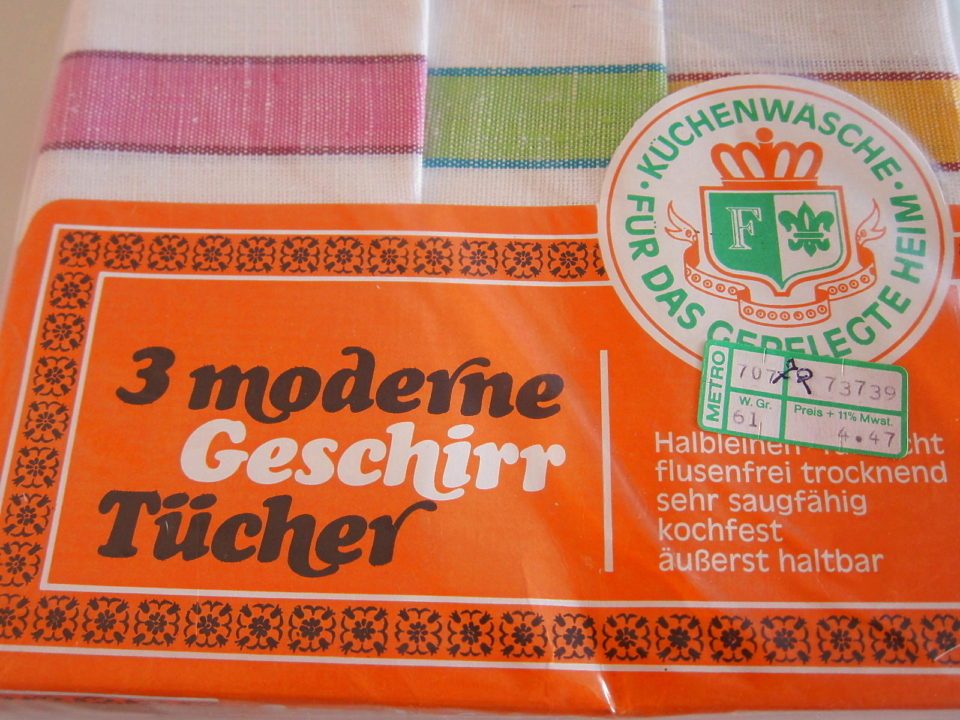 · KÜCHENWÄSCHE ·
FÜR DAS GEPFLEGTE HEIM
F
3 moderne
Geschirr
Tücher
METRO
707 73739
W. Gr.
61
Preis + 11% Mwst.
4.47
Halbleinen
flusenfrei trocknend
sehr saugfähig
kochfest
äußerst haltbar